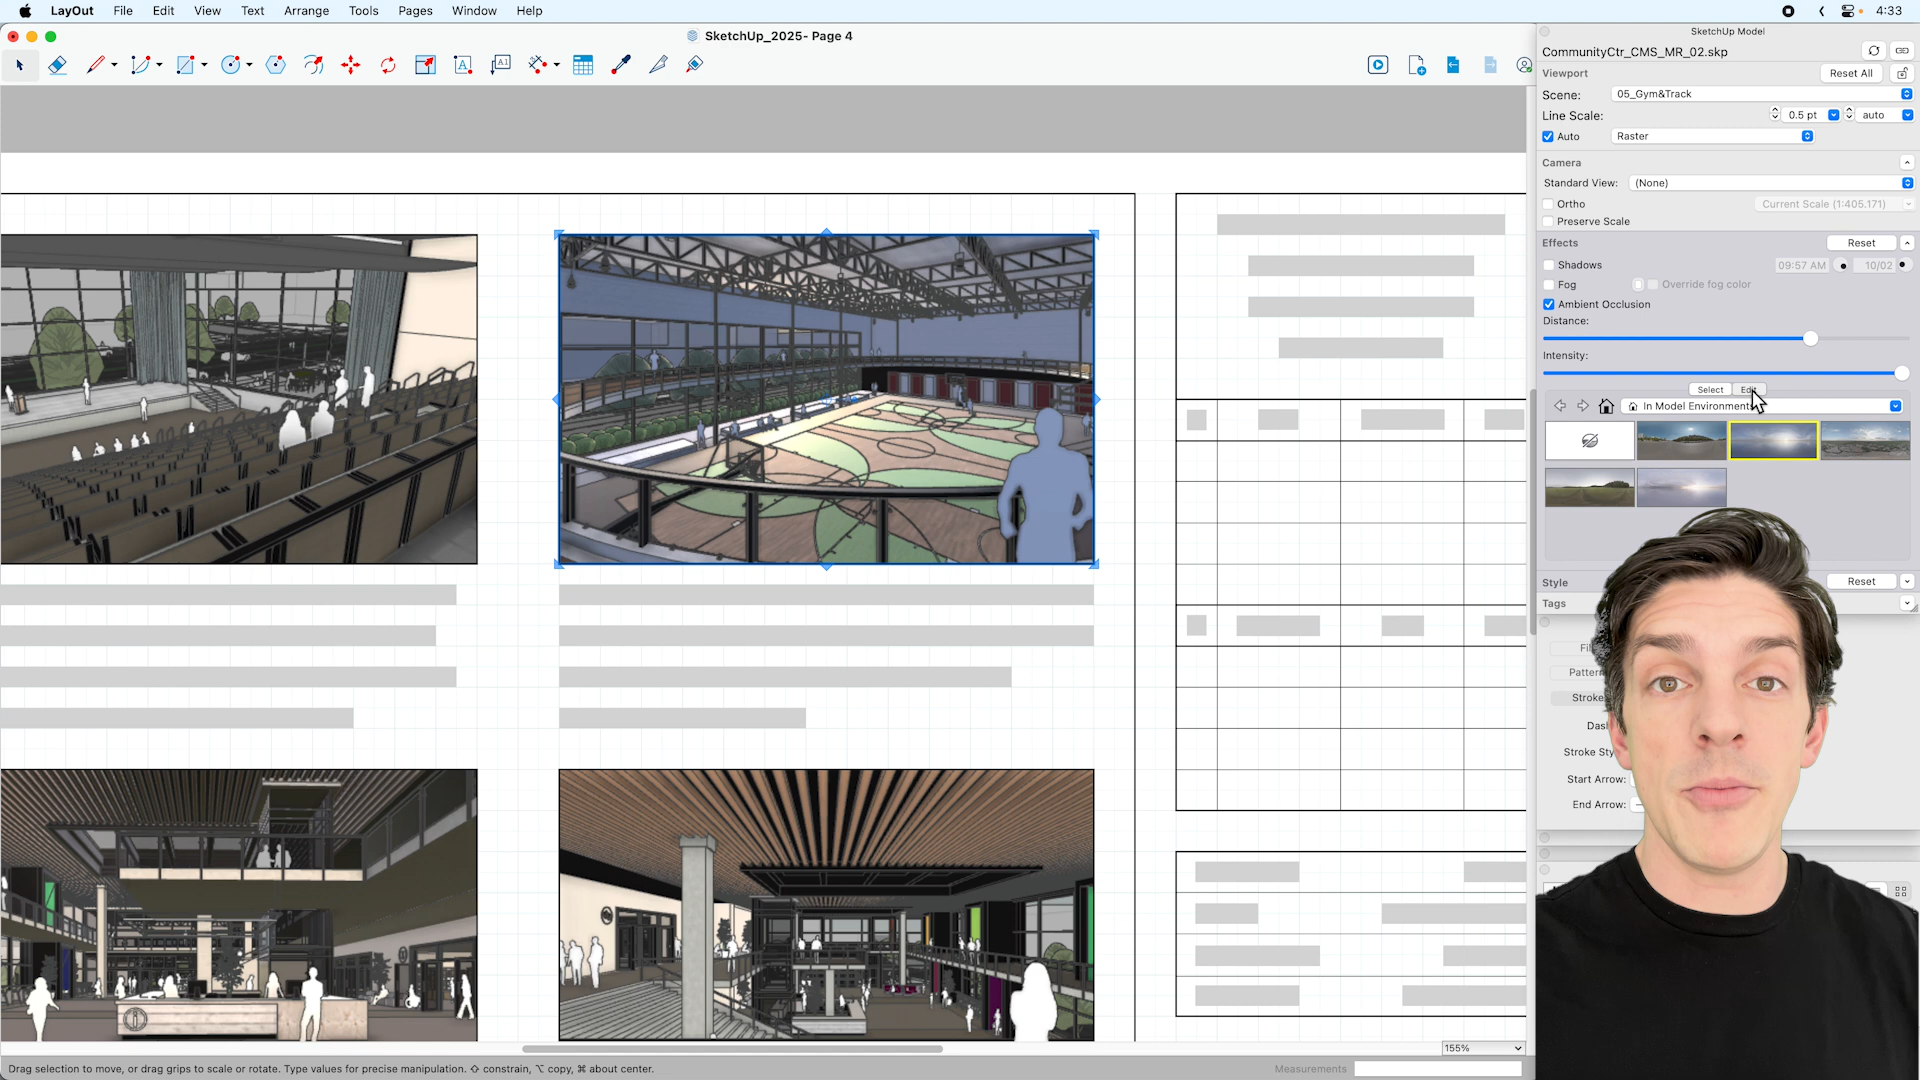 LayOut File Edit View Text Arrange Tools Pages Window Help 4:33
SketchUp_2025- Page 4
SketchUp Model
CommunityCtr_CMS_MR_02.skp
Viewport Reset All
Scene: 05_Gym&Track
Line Scale: 0.5 pt auto
Auto Raster
Camera
Standard View: (None)
Ortho Current Scale (1:405.171)
Preserve Scale
Effects Reset
Shadows 09:57 AM 10/02
Fog Override fog color
Ambient Occlusion
Distance:
Intensity:
Select Edit
In Model Environments
Style Reset
Tags
Start Arrow:
End Arrow:
155%
Drag selection to move, or drag grips to scale or rotate. Type values for precise manipulation. ⇧ constrain, ⌥ copy, ⌘ about center.
Measurements